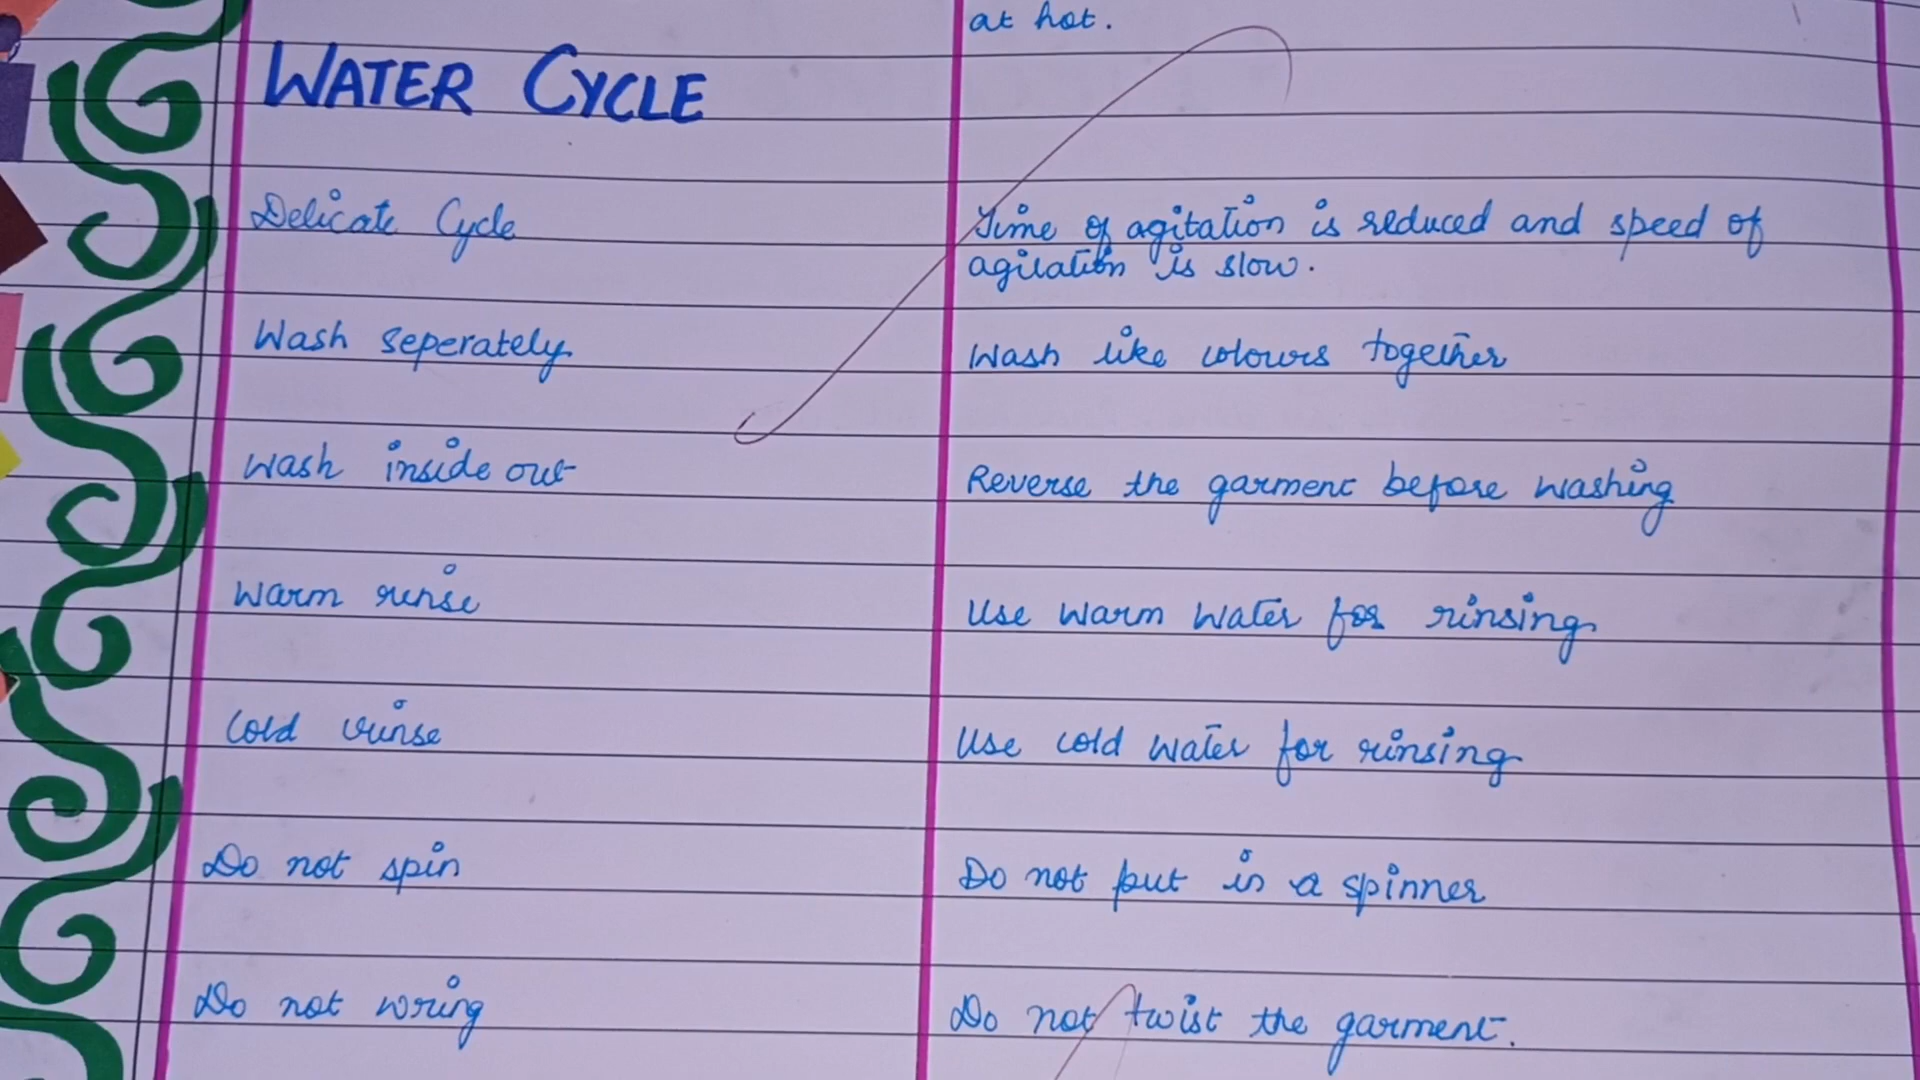 at hot.
WATER CYCLE
Delicate Cycle
Time of agitation is reduced and speed of
agitation is slow.
Wash seperately
Wash like colours together
Wash inside out
Reverse the garment before washing
Warm rinse
Use warm water for rinsing
Cold rinse
Use cold water for rinsing
Do not spin
Do not put in a spinner
Do not wring
Do not twist the garment.